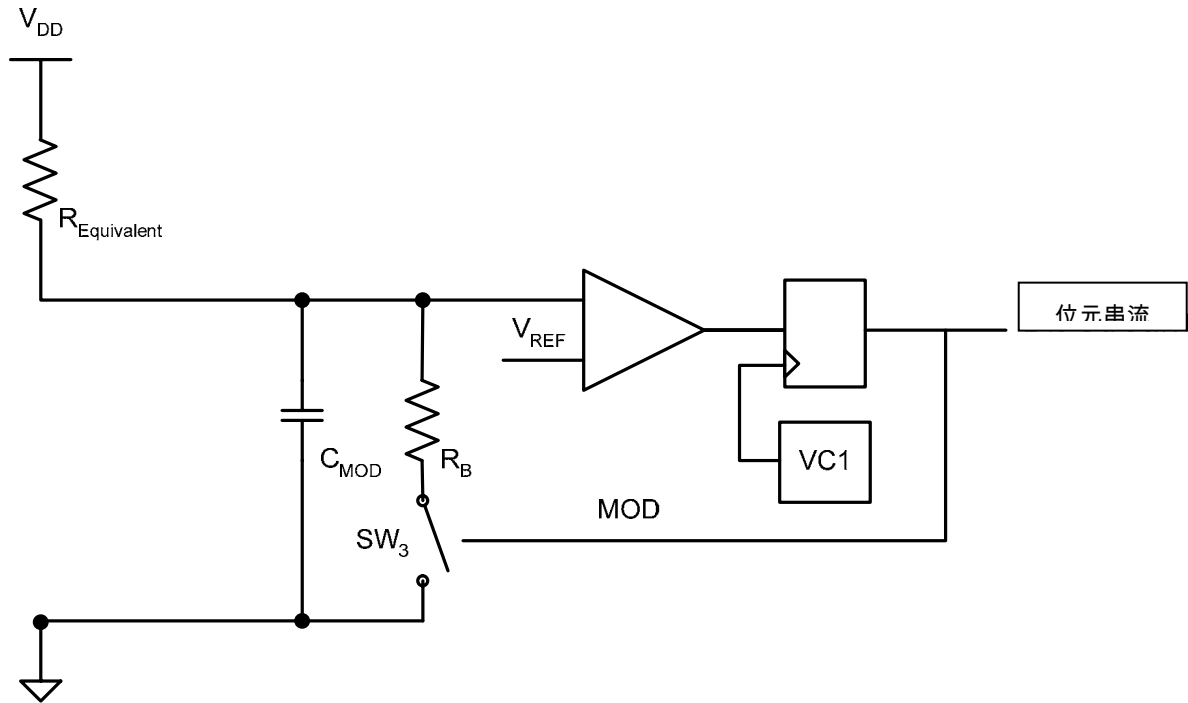 VDD
REquivalent
VREF
位元串流
CMOD
RB
VC1
MOD
SW3